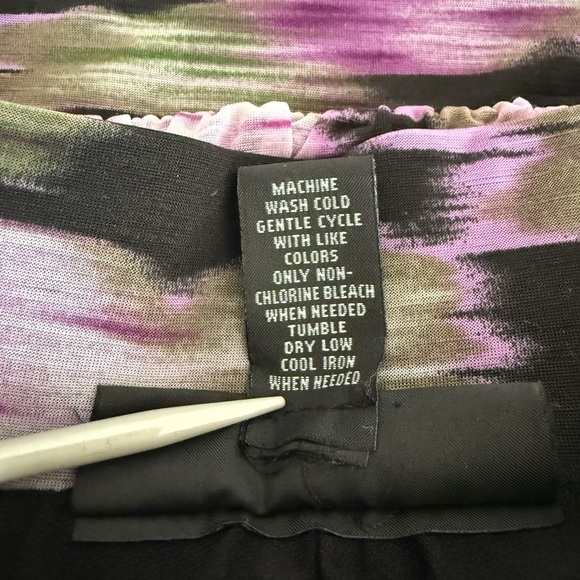 MACHINE
WASH COLD
GENTLE CYCLE
WITH LIKE
COLORS
ONLY NON-
CHLORINE BLEACH
WHEN NEEDED
TUMBLE
DRY LOW
COOL IRON
WHEN NEEDED